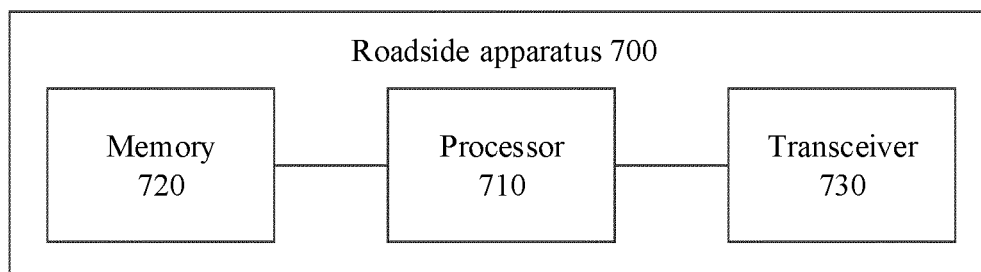 Roadside apparatus 700
Memory
720
Processor
710
Transceiver
730